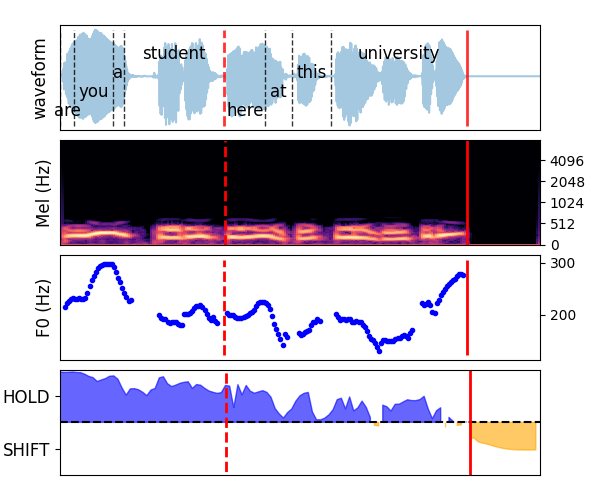 waveform
are you a student here at this university
Mel (Hz)
4096
2048
1024
512
0
F0 (Hz)
300
200
HOLD
SHIFT